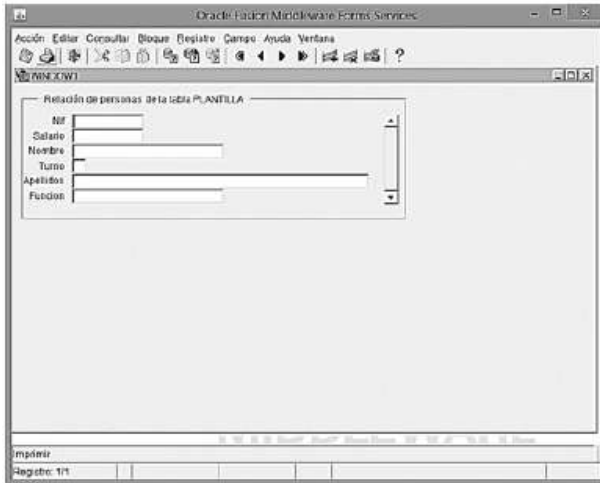 Oracle Fusion Middleware Forms Services
Acción Editar Consultar Bloque Registro Campo Ayuda Ventana
WINDOW1
Relación de personas de la tabla PLANTILLA
Nif
Salario
Nombre
Turno
Apellidos
Funcion
MIDDLEWARE
Imprimir
Registro: 1/1